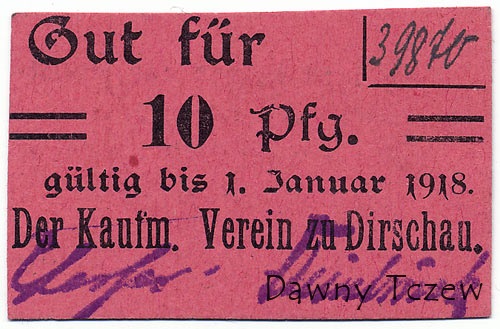 Gut für
39870
10 Pfg.
gültig bis 1. Januar 1918.
Der Kaufm. Verein zu Dirschau.
Dawny Tczew